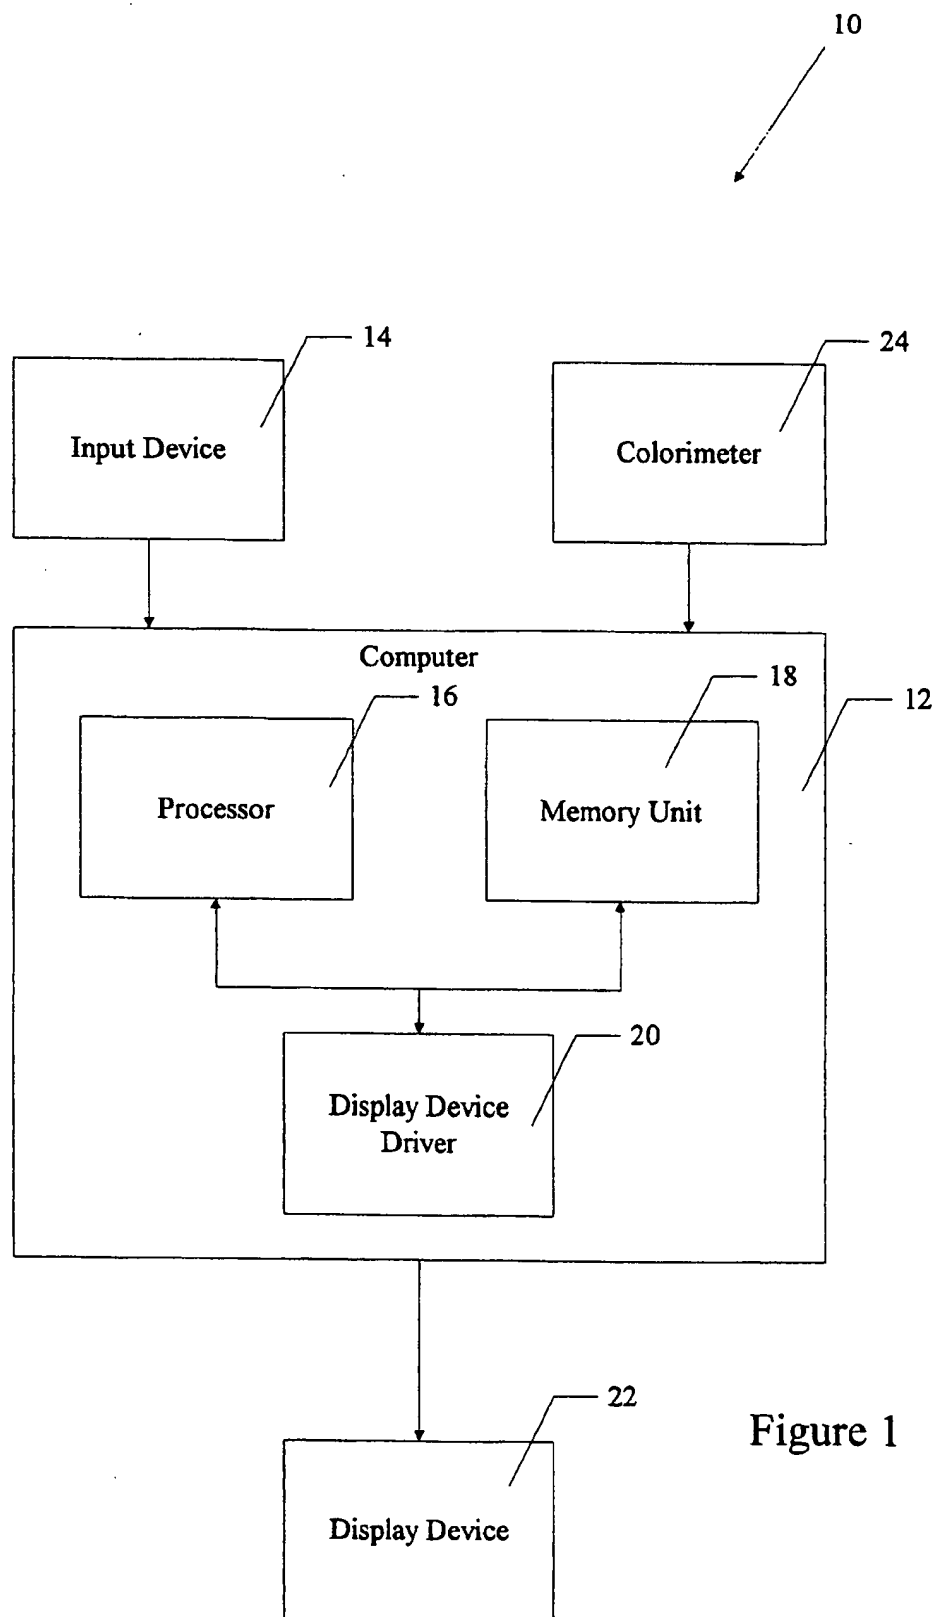 10
14
24
Input Device
Colorimeter
Computer
16
18
12
Processor
Memory Unit
20
Display Device
Driver
22
Figure 1
Display Device